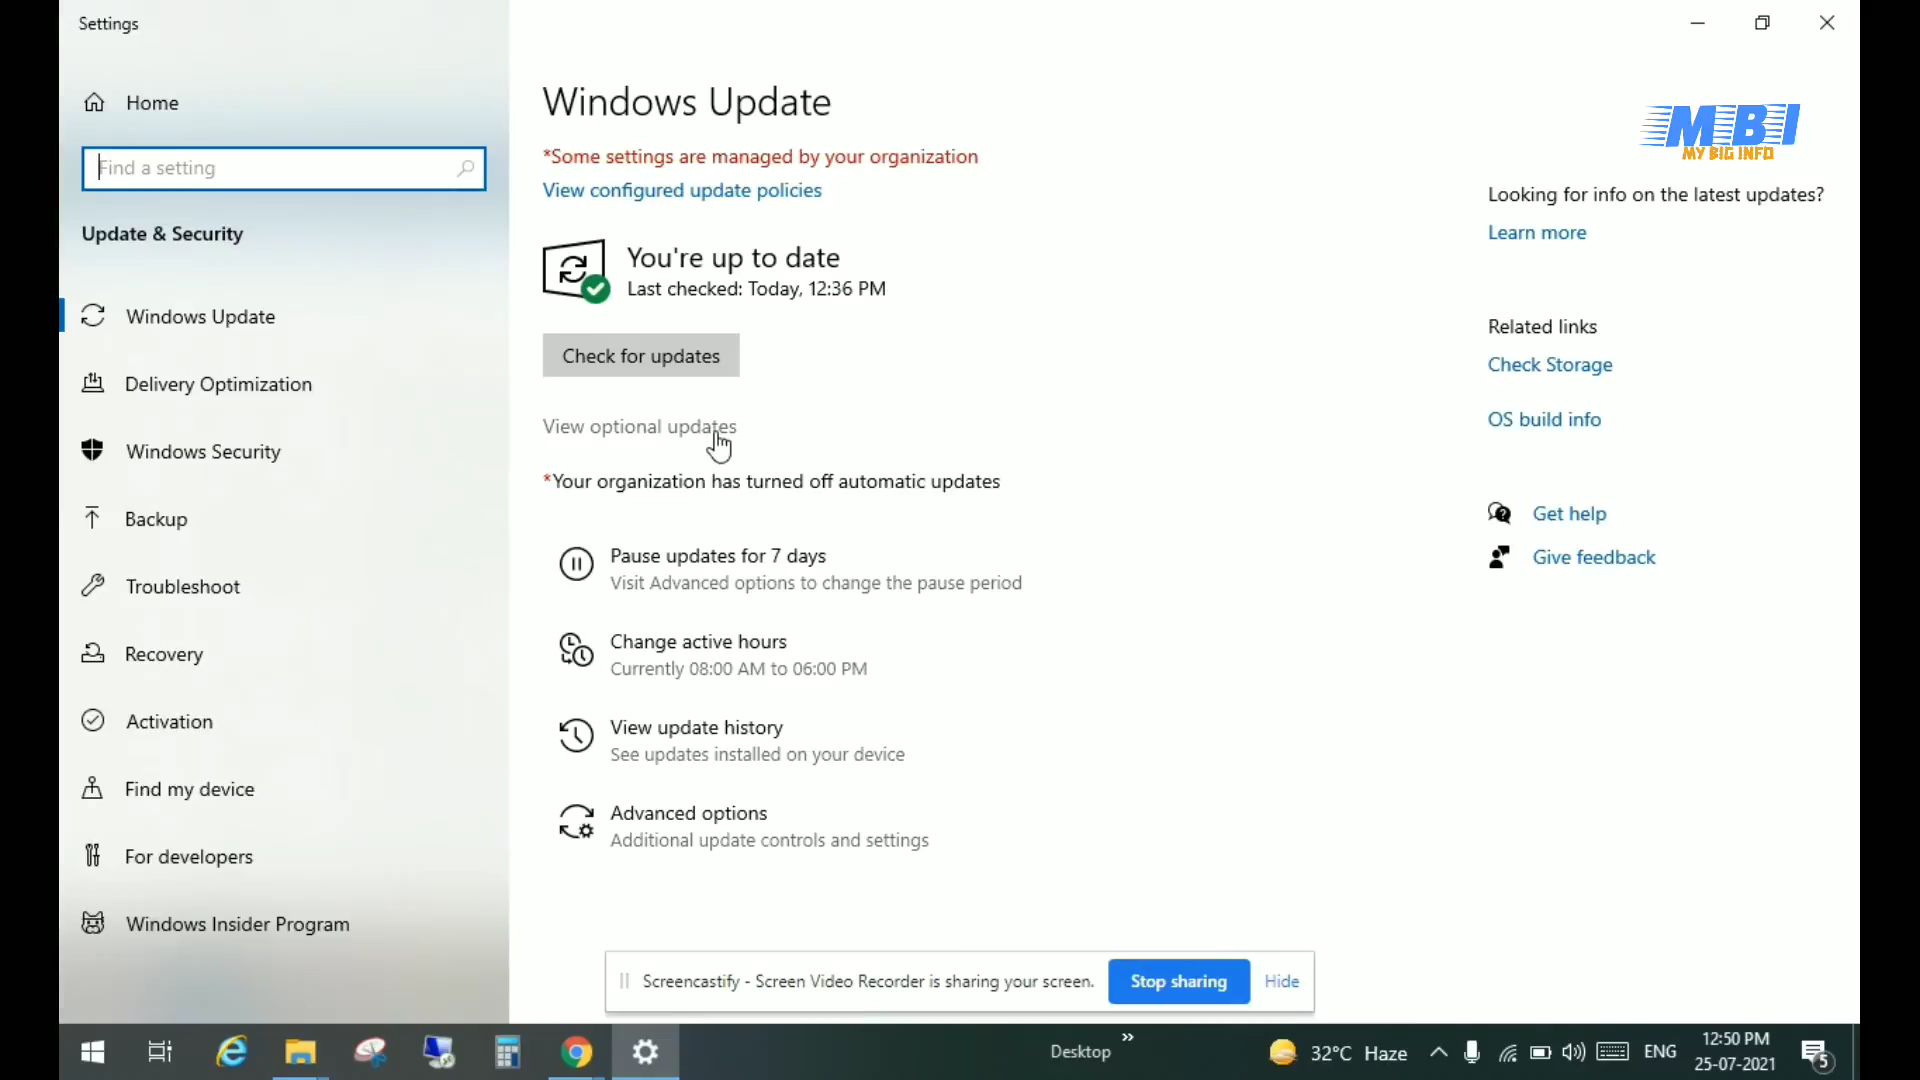 Settings
Home
Find a setting
Update & Security
Windows Update
Delivery Optimization
Windows Security
Backup
Troubleshoot
Recovery
Activation
Find my device
For developers
Windows Insider Program
Windows Update
*Some settings are managed by your organization
View configured update policies
You're up to date
Last checked: Today, 12:36 PM
Check for updates
View optional updates
*Your organization has turned off automatic updates
Pause updates for 7 days
Visit Advanced options to change the pause period
Change active hours
Currently 08:00 AM to 06:00 PM
View update history
See updates installed on your device
Advanced options
Additional update controls and settings
MBI
MY BIG INFO
Looking for info on the latest updates?
Learn more
Related links
Check Storage
OS build info
Get help
Give feedback
Screencastify - Screen Video Recorder is sharing your screen.
Stop sharing
Hide
Desktop
»
32°C Haze
ENG
12:50 PM
25-07-2021
5